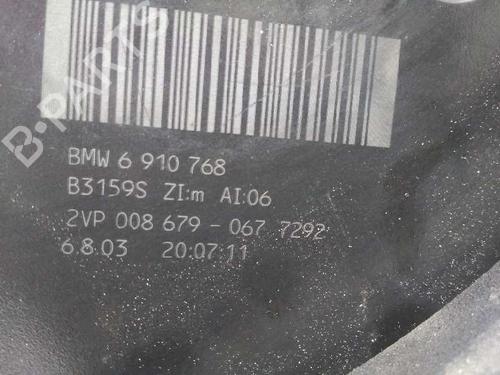 B-PARTS
BMW 6 910 768
B3159S ZI:m AI:06
2VP 008 679 - 067 7292
6.8.03 20:07:11